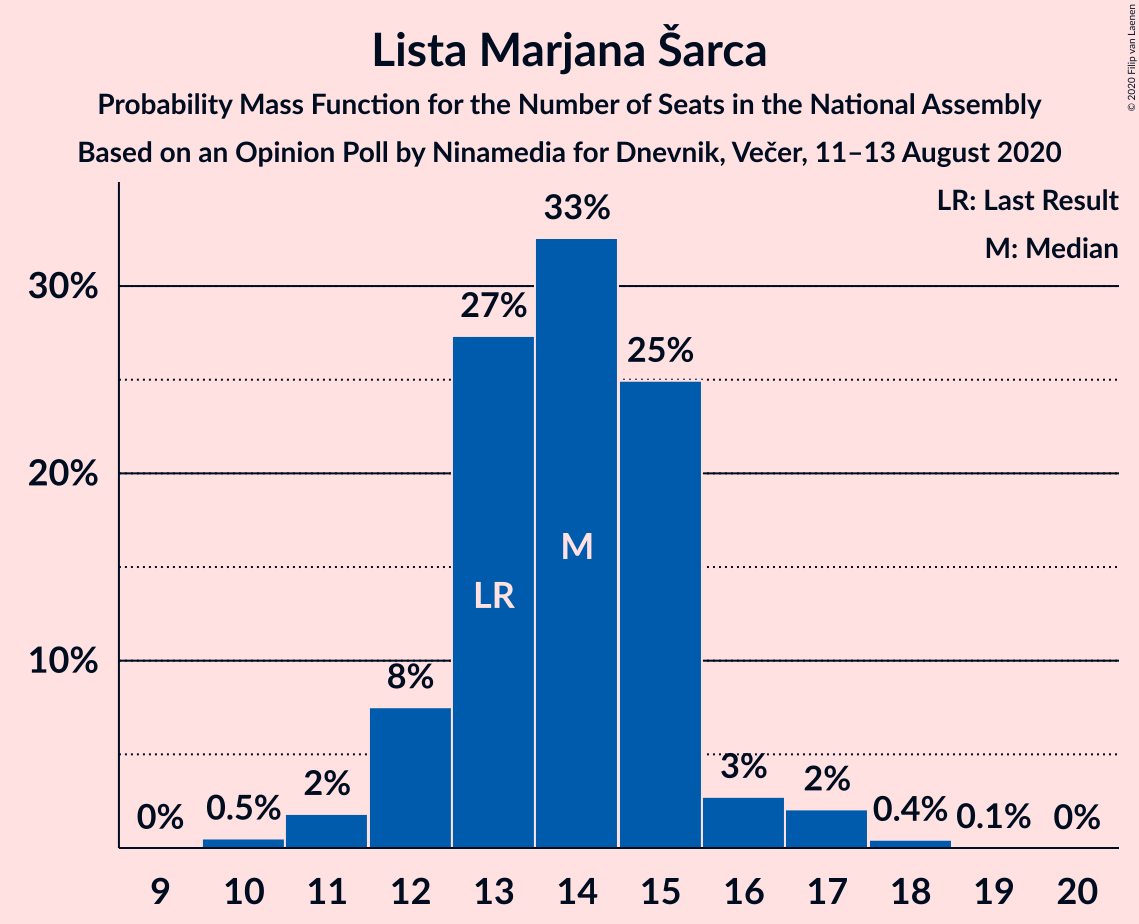 Lista Marjana Šarca
Probability Mass Function for the Number of Seats in the National Assembly
Based on an Opinion Poll by Ninamedia for Dnevnik, Večer, 11–13 August 2020
© 2020 Filip van Laenen
LR: Last Result
M: Median
33%
30%
27%
25%
20%
M
LR
10%
8%
3%
2%
2%
0%
0.5%
0.4%
0.1%
0%
9 10 11 12 13 14 15 16 17 18 19 20